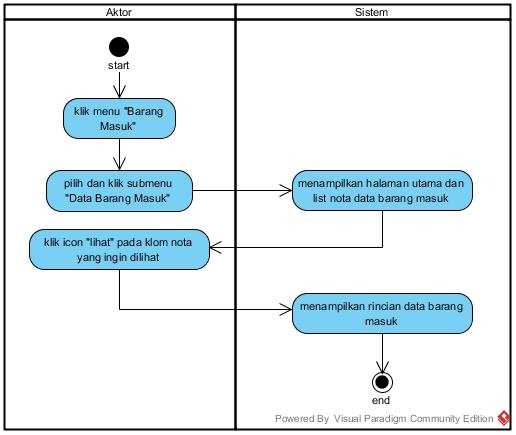 Aktor
Sistem
start
klik menu "Barang
Masuk"
pilih dan klik submenu
"Data Barang Masuk"
menampilkan halaman utama dan
list nota data barang masuk
klik icon "lihat" pada klom nota
yang ingin dilihat
menampilkan rincian data barang
masuk
end
Powered By Visual Paradigm Community Edition